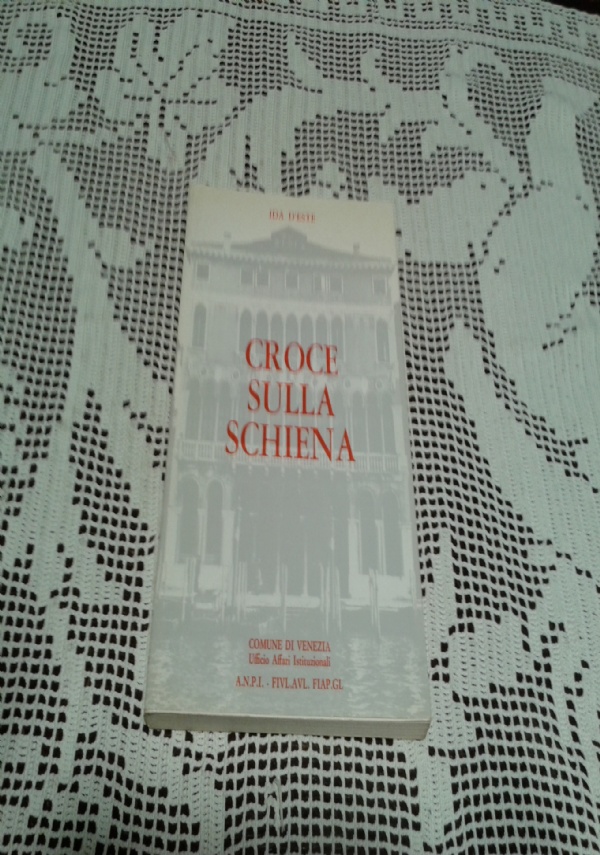 IDA D'ESTE
CROCE
SULLA
SCHIENA
COMUNE DI VENEZIA
Ufficio Affari Istituzionali
A.N.P.I. - FIVL.AVL. FIAP.GL